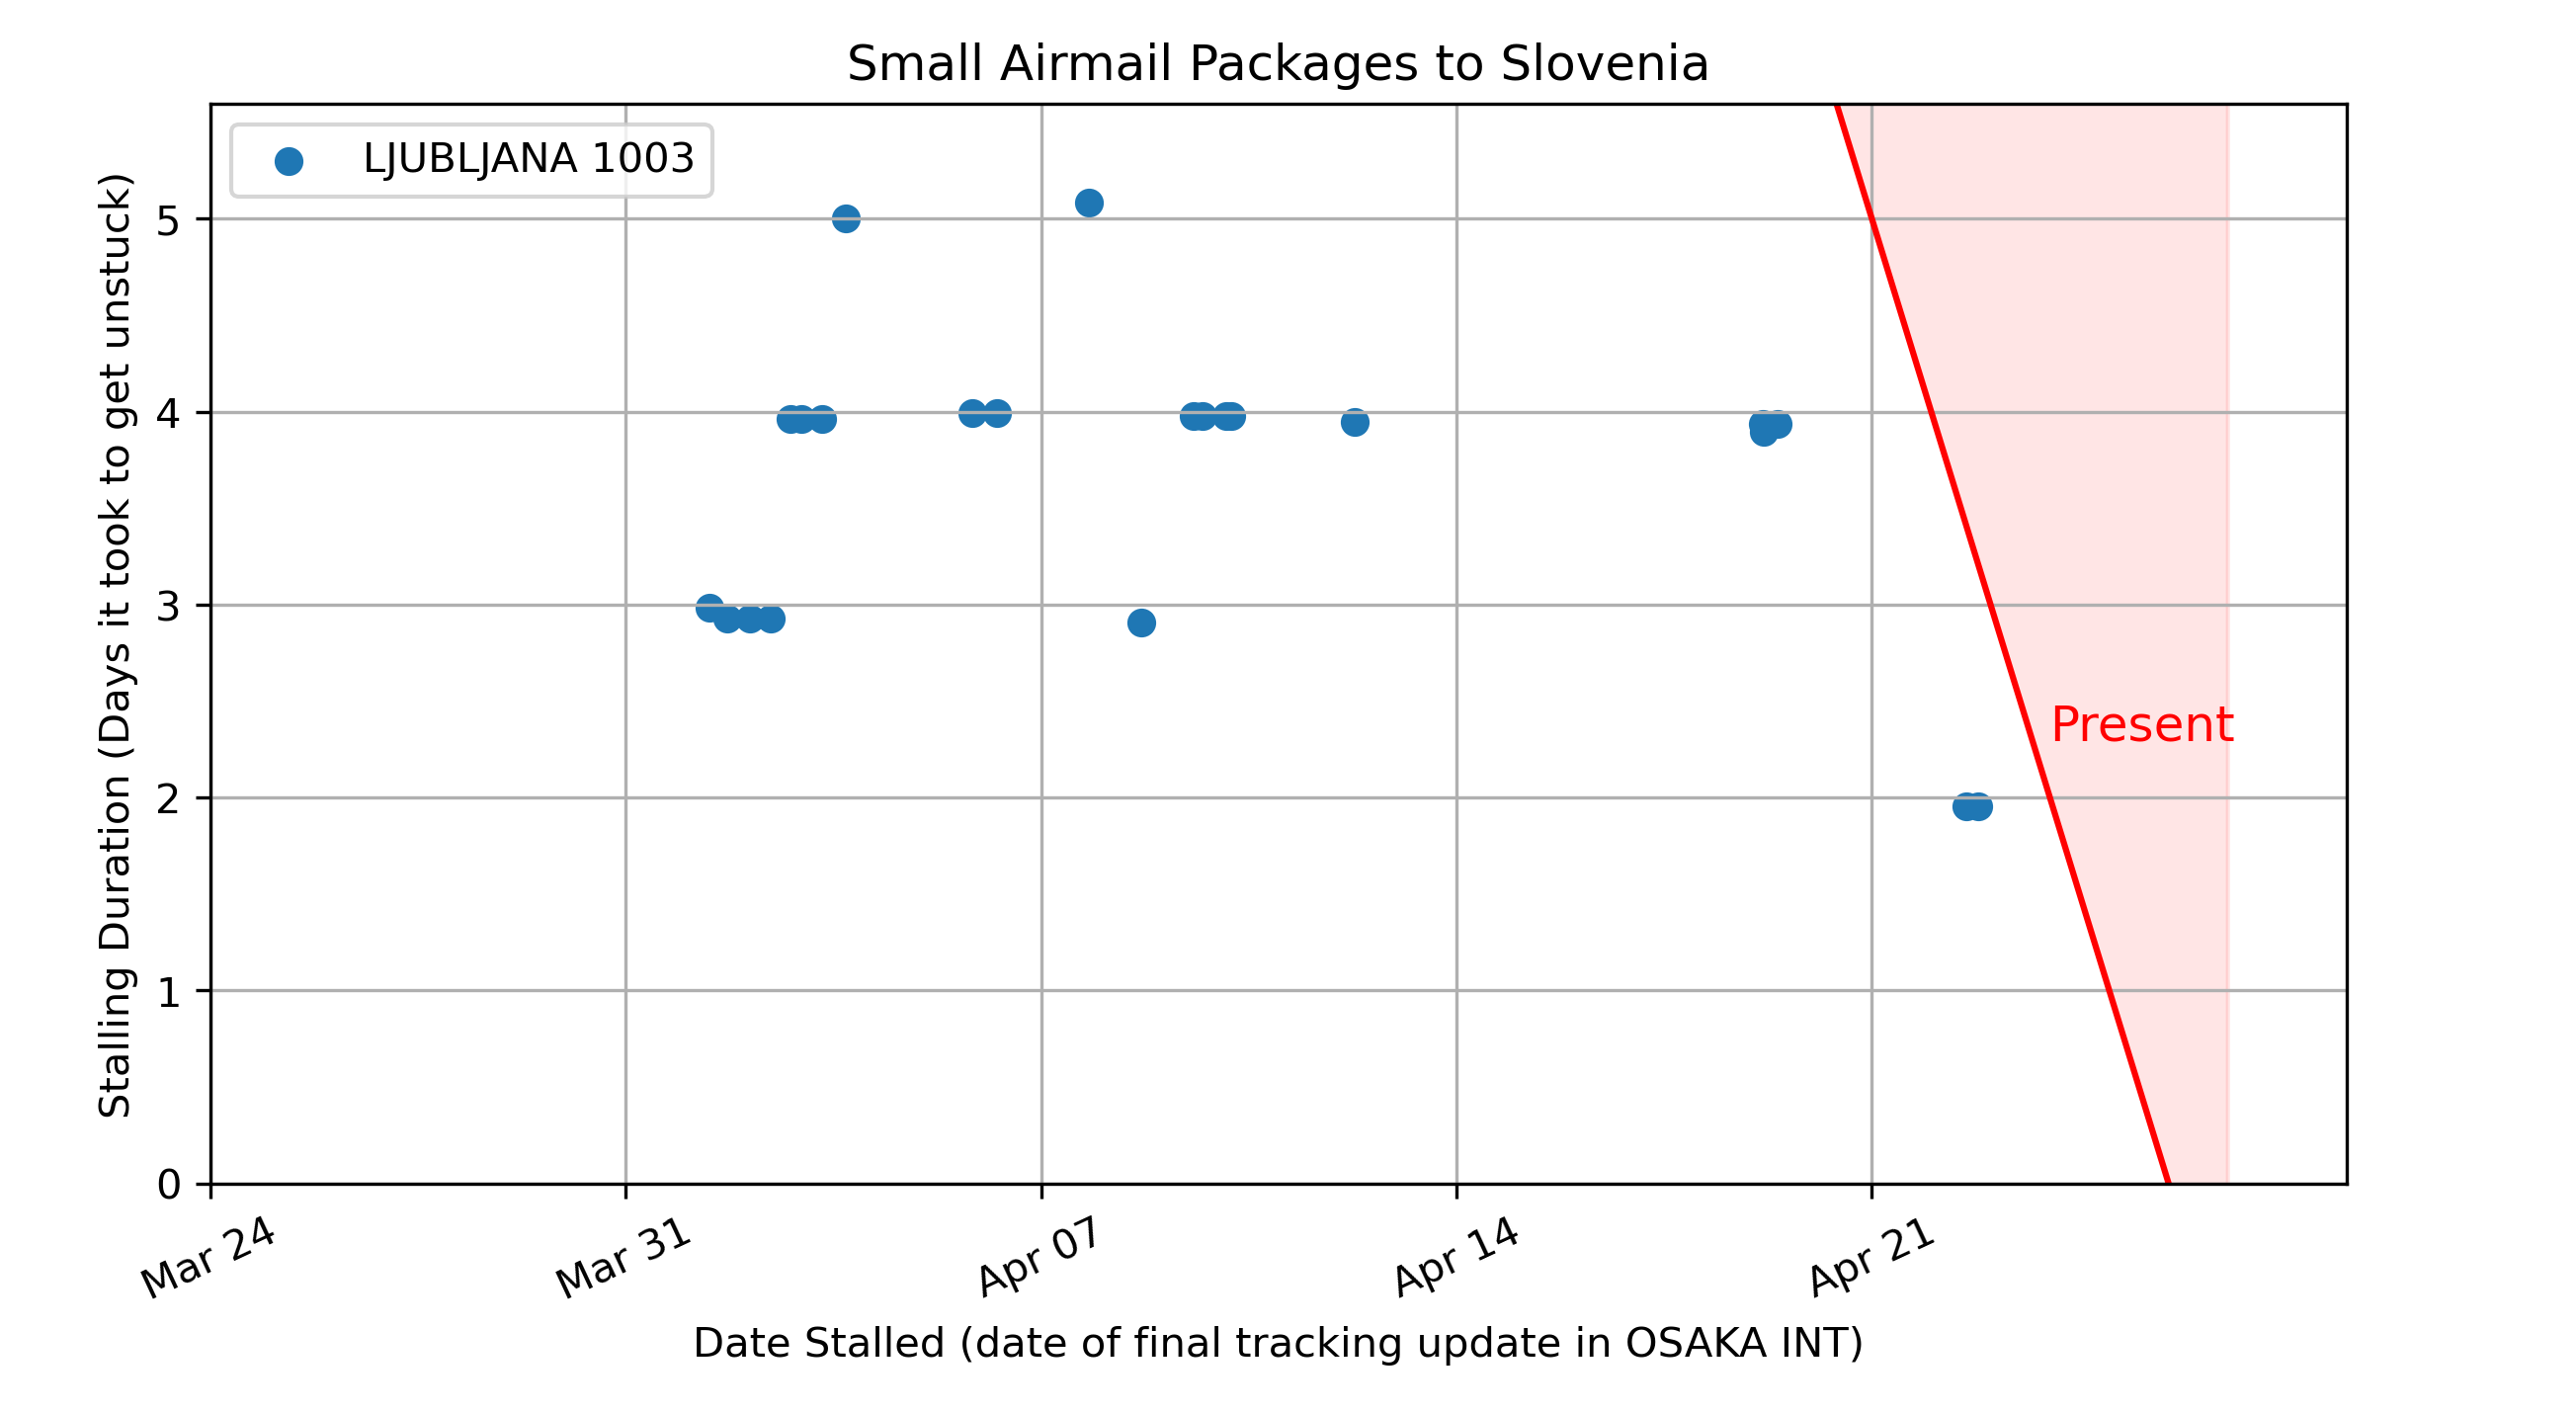 Small Airmail Packages to Slovenia
LJUBLJANA 1003
Stalling Duration (Days it took to get unstuck)
5
4
3
2
1
0
Present
Mar 24
Mar 31
Apr 07
Apr 14
Apr 21
Date Stalled (date of final tracking update in OSAKA INT)